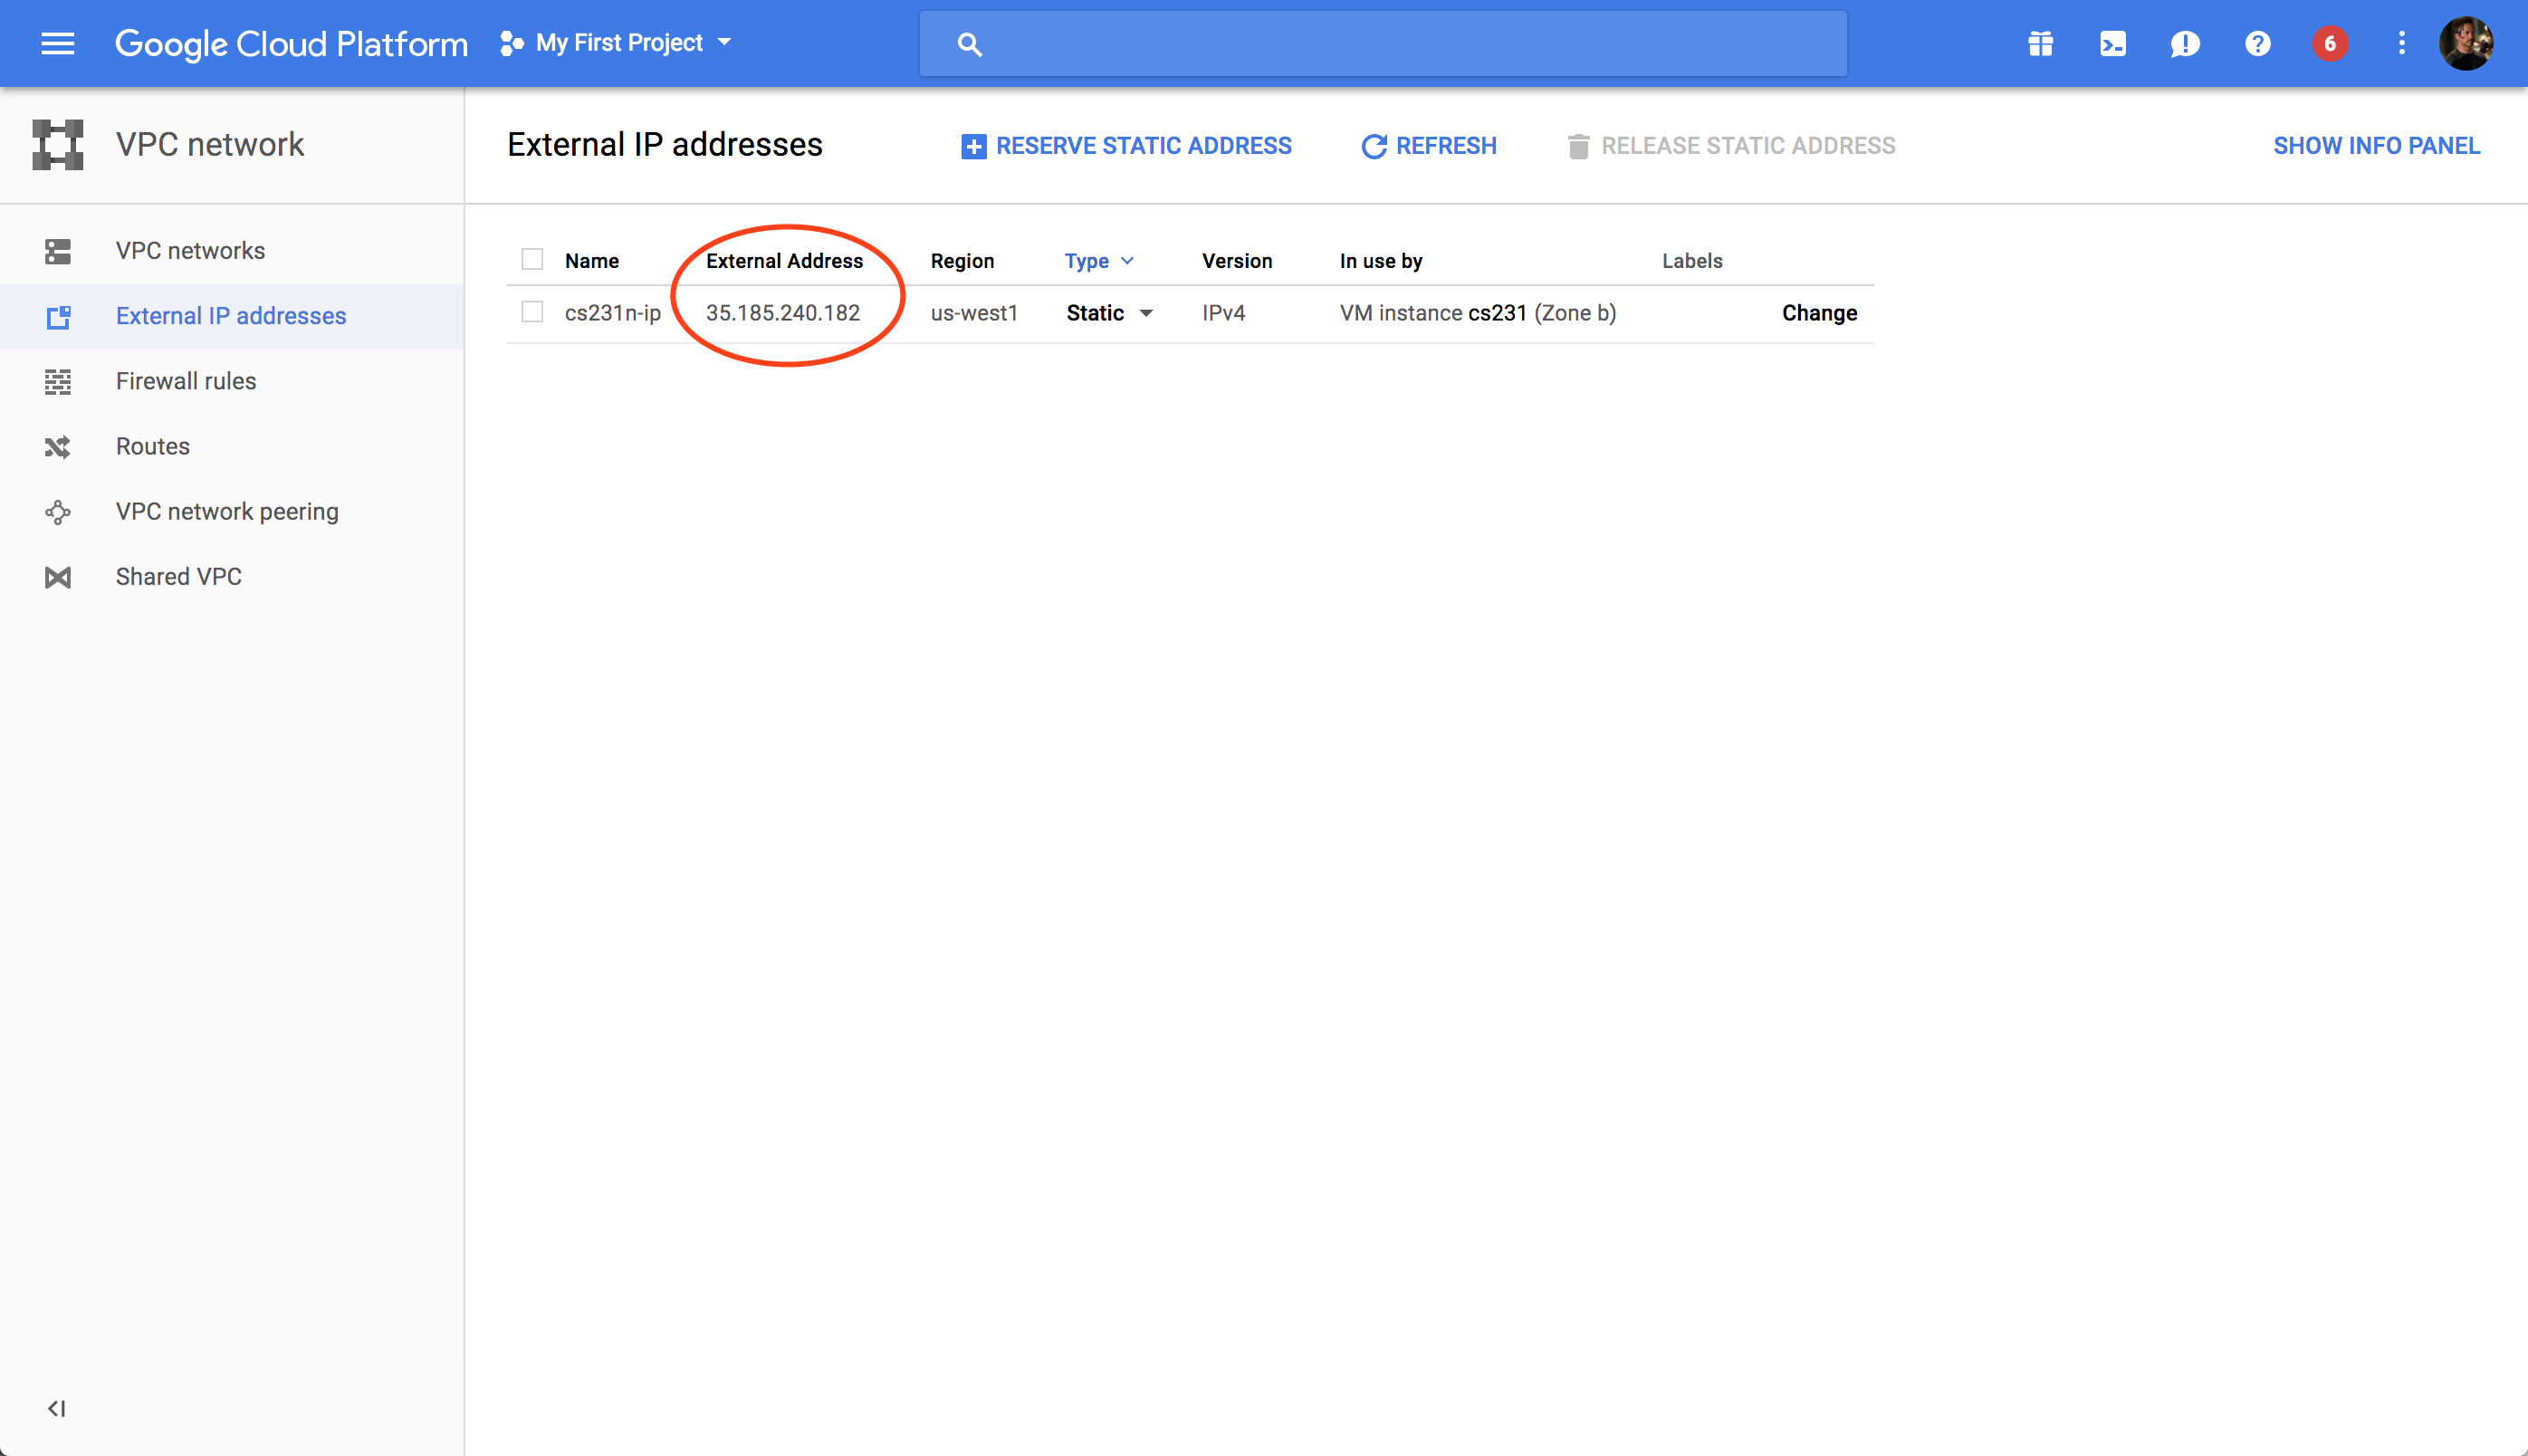 Google Cloud Platform My First Project 6
VPC network
External IP addresses RESERVE STATIC ADDRESS REFRESH RELEASE STATIC ADDRESS SHOW INFO PANEL
VPC networks
External IP addresses
Firewall rules
Routes
VPC network peering
Shared VPC
Name External Address Region Type Version In use by Labels
cs231n-ip 35.185.240.182 us-west1 Static IPv4 VM instance cs231 (Zone b) Change